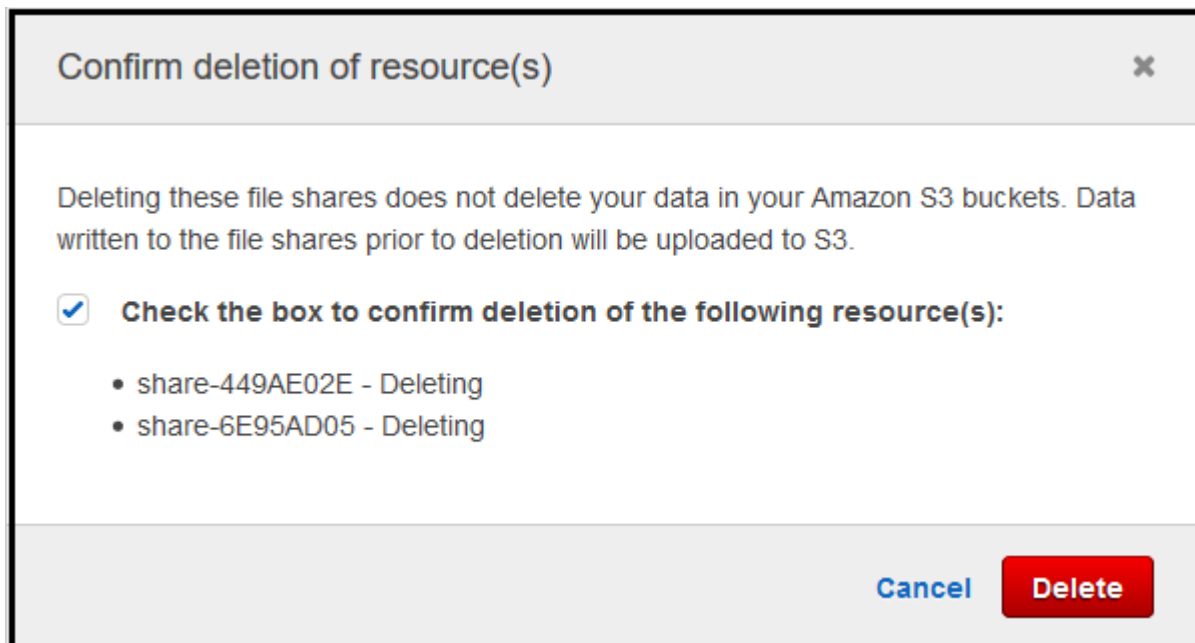 Confirm deletion of resource(s)
Deleting these file shares does not delete your data in your Amazon S3 buckets. Data
written to the file shares prior to deletion will be uploaded to S3.
Check the box to confirm deletion of the following resource(s):
• share-449AE02E - Deleting
• share-6E95AD05 - Deleting
Cancel Delete